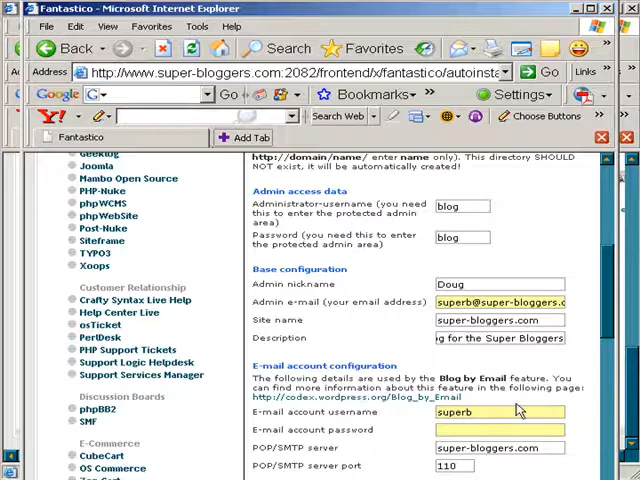 Fantastico - Microsoft Internet Explorer
File Edit View Favorites Tools Help
Back Search Favorites
Address http://www.super-bloggers.com:2082/frontend/x/fantastico/autoinsta Go Links
Google G Go Bookmarks Settings
Y! Search Web Choose Buttons
Fantastico Add Tab
Geeklog
Joomla
Mambo Open Source
PHP-Nuke
phpWCMS
phpWebSite
Post-Nuke
Siteframe
TYPO3
Xoops
Customer Relationship
Crafty Syntax Live Help
Help Center Live
osTicket
PerlDesk
PHP Support Tickets
Support Logic Helpdesk
Support Services Manager
Discussion Boards
phpBB2
SMF
E-Commerce
CubeCart
OS Commerce
Zen Cart
http://domain/name/ enter name only). This directory SHOULD
NOT exist, it will be automatically created!
Admin access data
Administrator-username (you need
this to enter the protected admin
area)
blog
Password (you need this to enter
the protected admin area)
blog
Base configuration
Admin nickname Doug
Admin e-mail (your email address) superb@super-bloggers.c
Site name super-bloggers.com
Description og for the Super Bloggers
E-mail account configuration
The following details are used by the Blog by Email feature. You
can find more information about this feature in the following page:
http://codex.wordpress.org/Blog_by_Email
E-mail account username superb
E-mail account password
POP/SMTP server super-bloggers.com
POP/SMTP server port 110